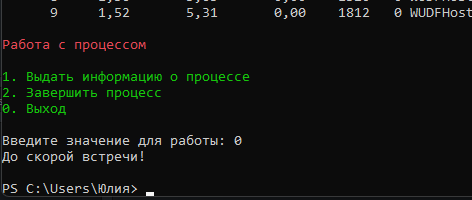 9 1,52 5,31 0,00 1812 0 WUDFHost
Работа с процессом
1. Выдать информацию о процессе
2. Завершить процесс
0. Выход
Введите значение для работы: 0
До скорой встречи!
PS C:\Users\Юлия>